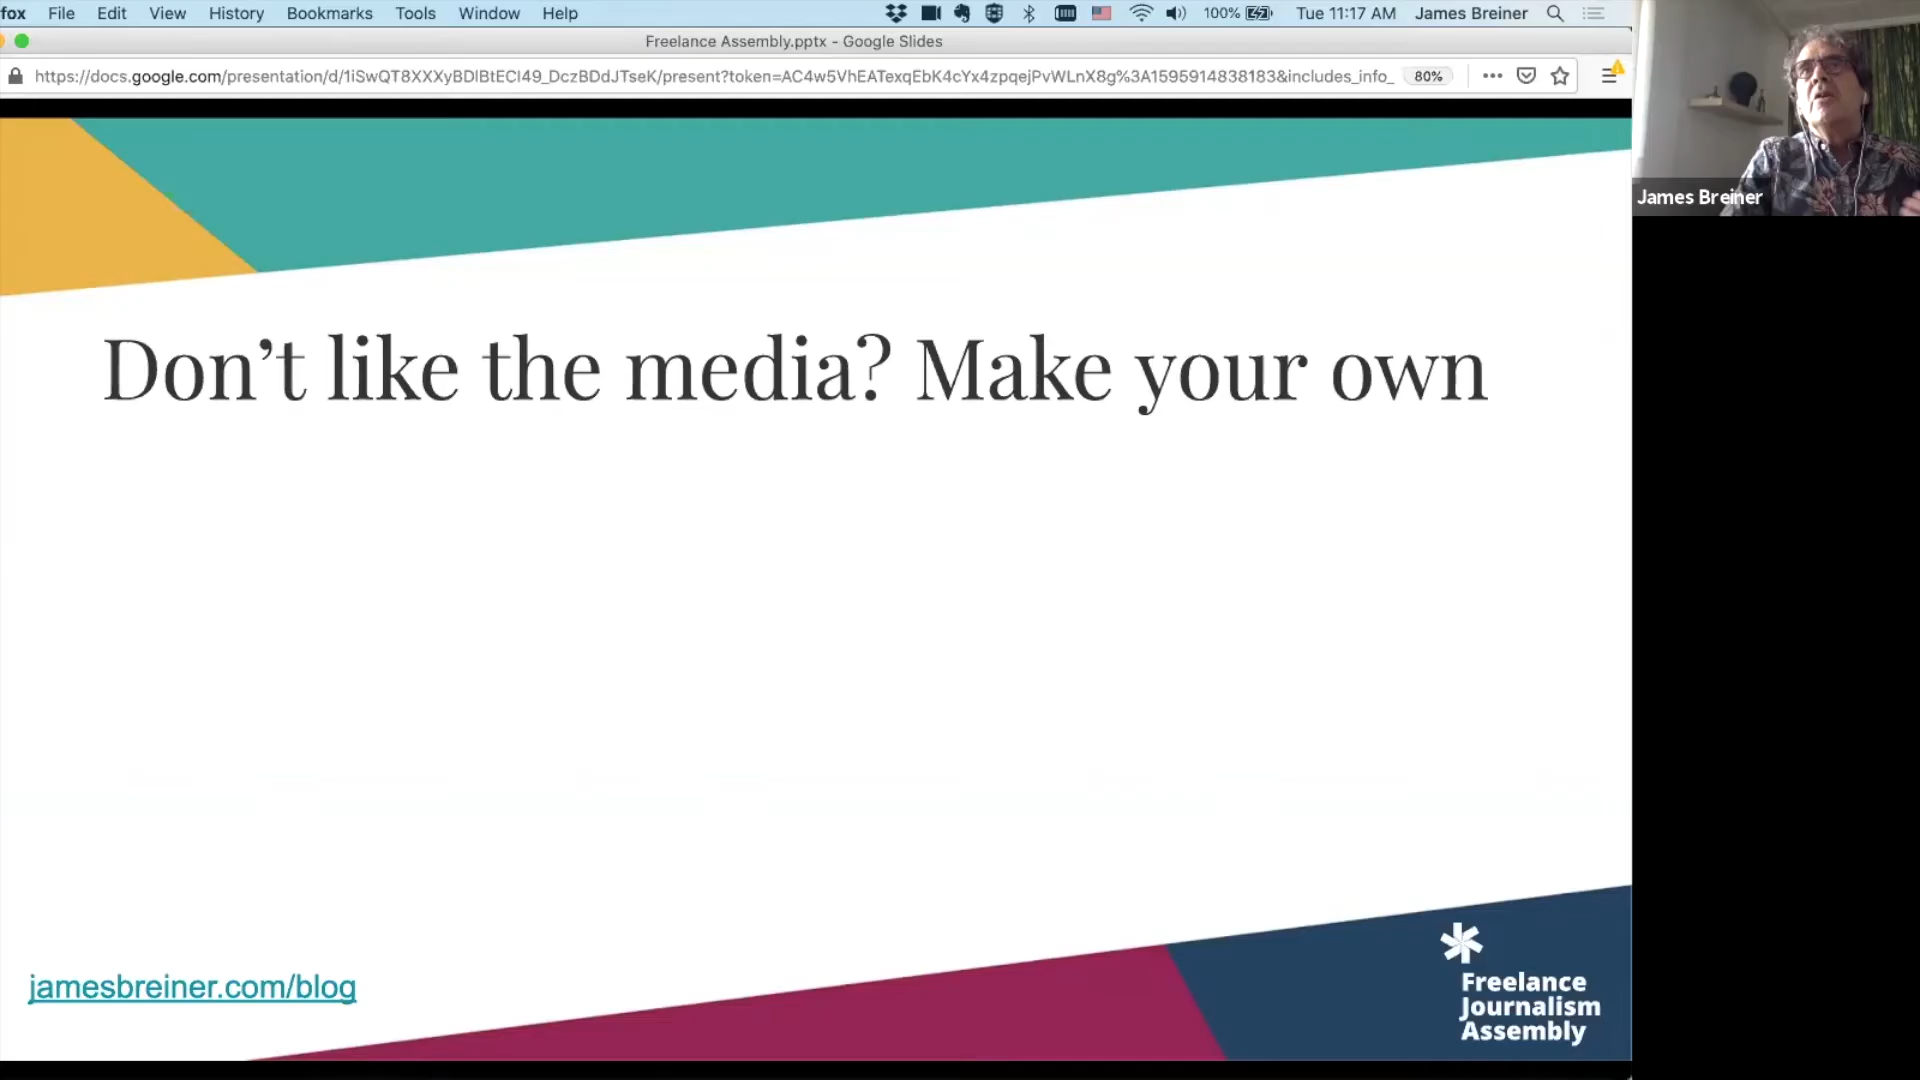 fox File Edit View History Bookmarks Tools Window Help 100% Tue 11:17 AM James Breiner
Freelance Assembly.pptx - Google Slides
https://docs.google.com/presentation/d/1iSwQT8XXXyBDlBtECl49_DczBDdJTseK/present?token=AC4w5VhEATexqEbK4cYx4zpqejPvWLnX8g%3A1595914838183&includes_info_ 80%
James Breiner
Don’t like the media? Make your own
jamesbreiner.com/blog
Freelance
Journalism
Assembly